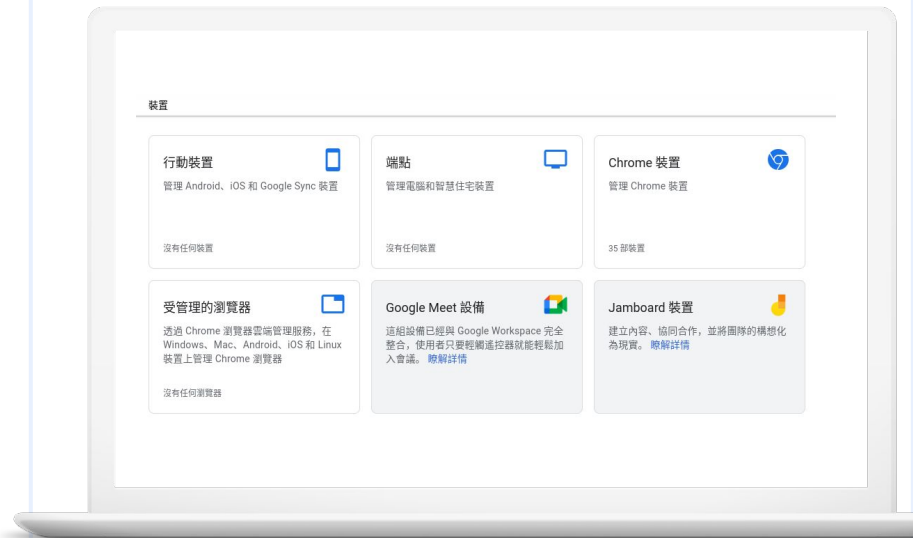 裝置
行動裝置
管理 Android、iOS 和 Google Sync 裝置
沒有任何裝置
端點
管理電腦和智慧住宅裝置
沒有任何裝置
Chrome 裝置
管理 Chrome 裝置
35 部裝置
受管理的瀏覽器
透過 Chrome 瀏覽器雲端管理服務，在
Windows、Mac、Android、iOS 和 Linux
裝置上管理 Chrome 瀏覽器
沒有任何瀏覽器
Google Meet 設備
這組設備已經與 Google Workspace 完全
整合，使用者只要輕觸遙控器就能輕鬆加
入會議。 瞭解詳情
Jamboard 裝置
建立內容、協同合作，並將團隊的構想化
為現實。 瞭解詳情